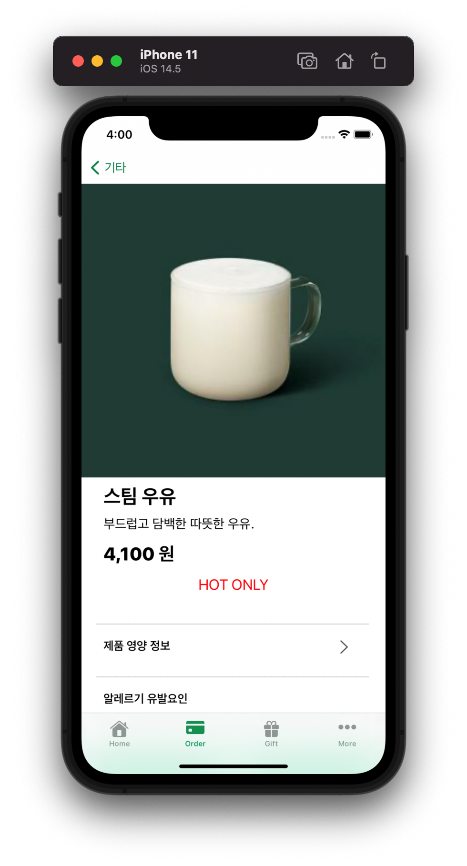 iPhone 11
iOS 14.5
4:00
기타
스팀 우유
부드럽고 담백한 따뜻한 우유.
4,100 원
HOT ONLY
제품 영양 정보
알레르기 유발요인
Home
Order
Gift
More